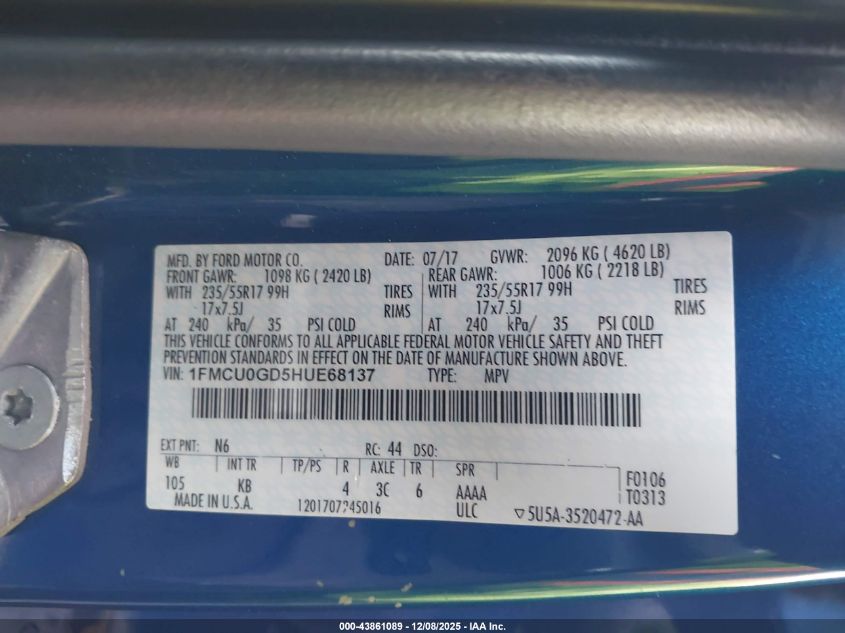 MFD. BY FORD MOTOR CO. DATE: 07/17 GVWR: 2096 KG ( 4620 LB)
FRONT GAWR: 1098 KG ( 2420 LB) REAR GAWR: 1006 KG ( 2218 LB)
WITH 235/55R17 99H TIRES WITH 235/55R17 99H TIRES
17x7.5J RIMS 17x7.5J RIMS
AT 240 kPa/ 35 PSI COLD AT 240 kPa/ 35 PSI COLD
THIS VEHICLE CONFORMS TO ALL APPLICABLE FEDERAL MOTOR VEHICLE SAFETY AND THEFT
PREVENTION STANDARDS IN EFFECT ON THE DATE OF MANUFACTURE SHOWN ABOVE.
VIN: 1FMCU0GD5HUE68137 TYPE: MPV
EXT PNT: N6 RC: 44 DSO:
WB INT TR TP/PS R AXLE TR SPR F0106
105 KB 4 3C 6 AAAA T0313
MADE IN U.S.A. 1201707245016 ULC ▽5U5A-3520472-AA
000-43861089 - 12/08/2025 - IAA Inc.